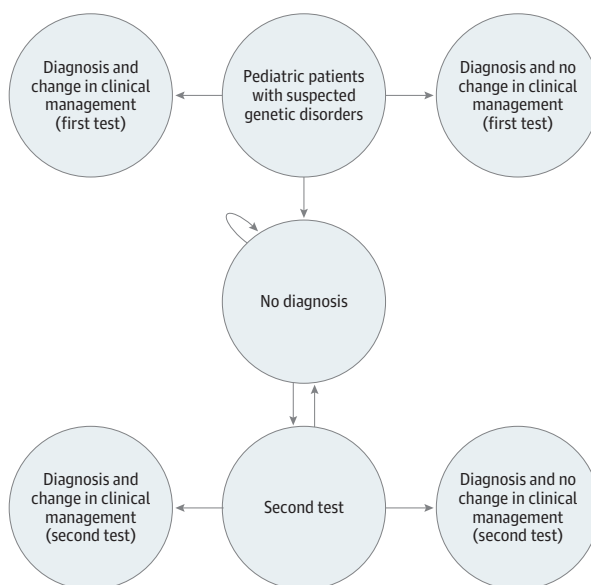 Diagnosis and
change in clinical
management
(first test)
Pediatric patients
with suspected
genetic disorders
Diagnosis and no
change in clinical
management
(first test)
No diagnosis
Diagnosis and
change in clinical
management
(second test)
Second test
Diagnosis and no
change in clinical
management
(second test)